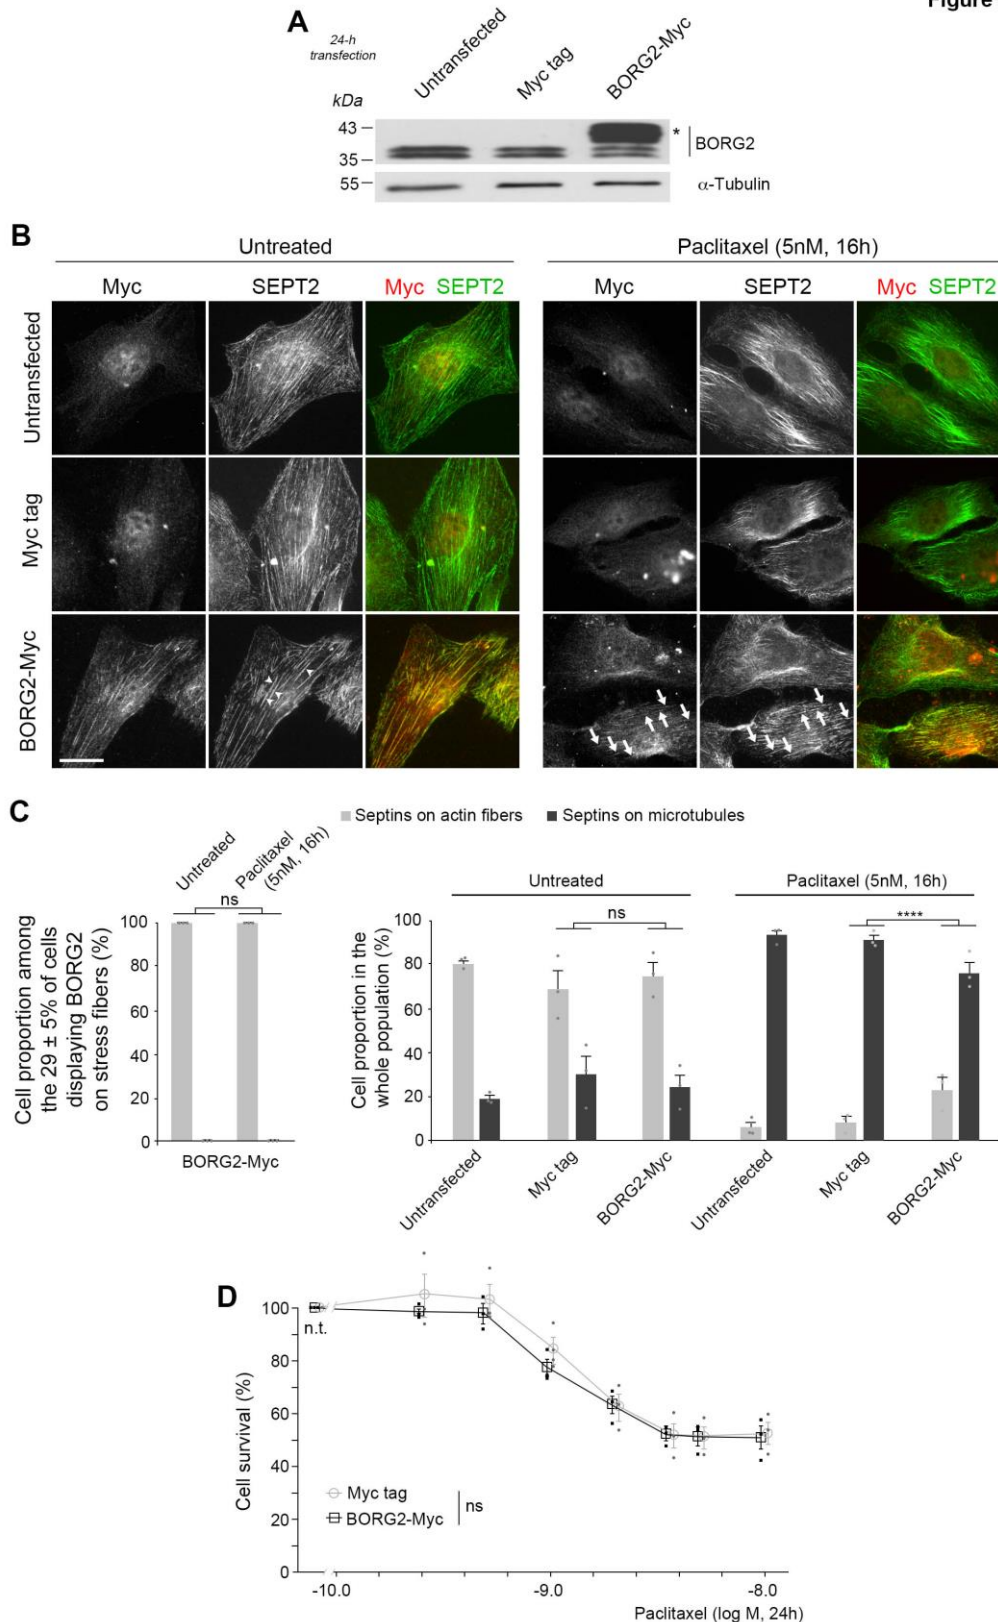 Figure
A
24-h
transfection
Untransfected
Myc tag
BORG2-Myc
kDa
43
35
55
*
BORG2
α-Tubulin
B
Untreated
Paclitaxel (5nM, 16h)
Myc
SEPT2
Myc SEPT2
Myc
SEPT2
Myc SEPT2
Untransfected
Myc tag
BORG2-Myc
C
Septins on actin fibers
Septins on microtubules
Untreated
Paclitaxel
(5nM, 16h)
ns
Cell proportion among
the 29 ± 5% of cells
displaying BORG2
on stress fibers (%)
100
80
60
40
20
0
BORG2-Myc
Untreated
Paclitaxel (5nM, 16h)
ns
****
Cell proportion in the
whole population (%)
100
80
60
40
20
0
Untransfected
Myc tag
BORG2-Myc
Untransfected
Myc tag
BORG2-Myc
D
Cell survival (%)
100
80
60
40
20
0
n.t.
Myc tag
BORG2-Myc
ns
-10.0
-9.0
-8.0
Paclitaxel (log M, 24h)